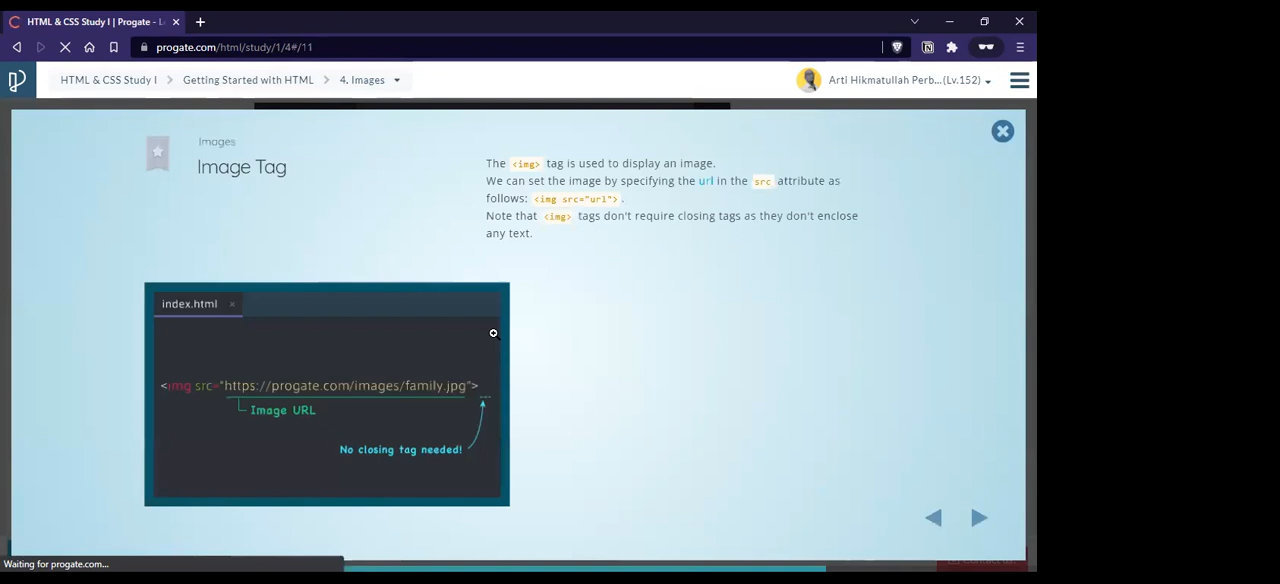 HTML & CSS Study I | Progate - L
progate.com/html/study/1/4#/11
HTML & CSS Study I
Getting Started with HTML
4. Images
Arti Hikmatullah Perb...(Lv.152)
Images
Image Tag
The <img> tag is used to display an image.
We can set the image by specifying the url in the src attribute as
follows: <img src="url"> .
Note that <img> tags don't require closing tags as they don't enclose
any text.
index.html ×
<img src="https://progate.com/images/family.jpg">
Image URL
No closing tag needed!
Waiting for progate.com...